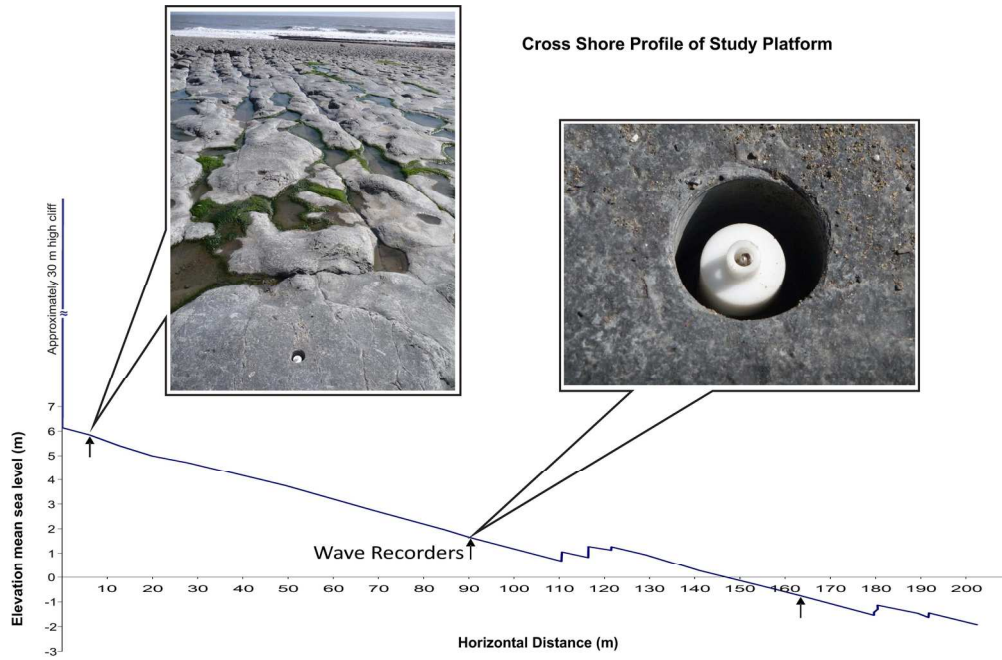 Cross Shore Profile of Study Platform
Approximately 30 m high cliff
Elevation mean sea level (m)
7
6
5
4
3
2
1
0
-1
-2
-3
Wave Recorders
10 20 30 40 50 60 70 80 90 100 110 120 130 140 150 160 170 180 190 200
Horizontal Distance (m)